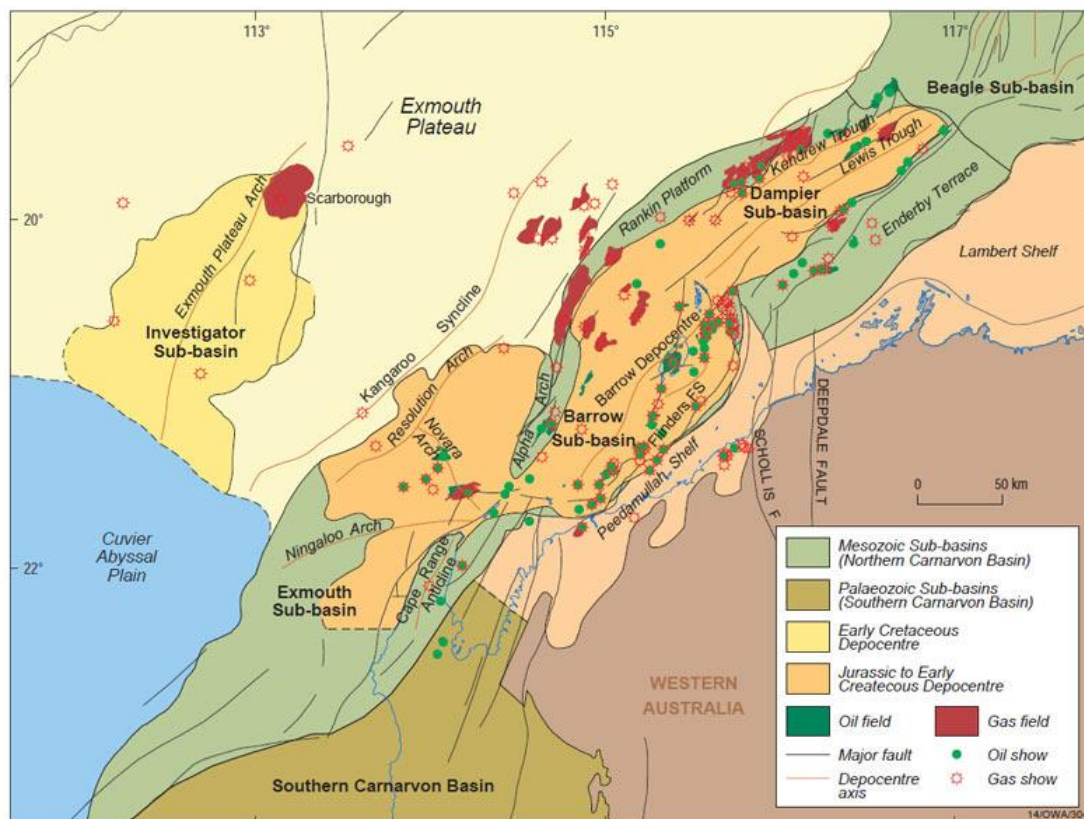 113°
115°
117°
Exmouth
Plateau
Beagle Sub-basin
Kendrew Trough
Lewis Trough
Rankin Platform
Dampier
Sub-basin
Enderby Terrace
Scarborough
20°
20°
Exmouth Plateau Arch
Lambert Shelf
Investigator
Sub-basin
Kangaroo
Syncline
Resolution Arch
Barrow Depocentre
Alpha Arch
Barrow
Sub-basin
Flinders FS
Novara
Arch
Peedamullah Shelf
SCHOLL IS F
DEEPDALE FAULT
0 50 km
Ningaloo Arch
Cuvier
Abyssal
Plain
22°
22°
Cape Range
Anticline
Exmouth
Sub-basin
WESTERN
AUSTRALIA
Southern Carnarvon Basin
Mesozoic Sub-basins
(Northern Carnarvon Basin)
Palaeozoic Sub-basins
(Southern Carnarvon Basin)
Early Cretaceous
Depocentre
Jurassic to Early
Createcous Depocentre
Oil field
Gas field
Major fault
Oil show
Depocentre
axis
Gas show